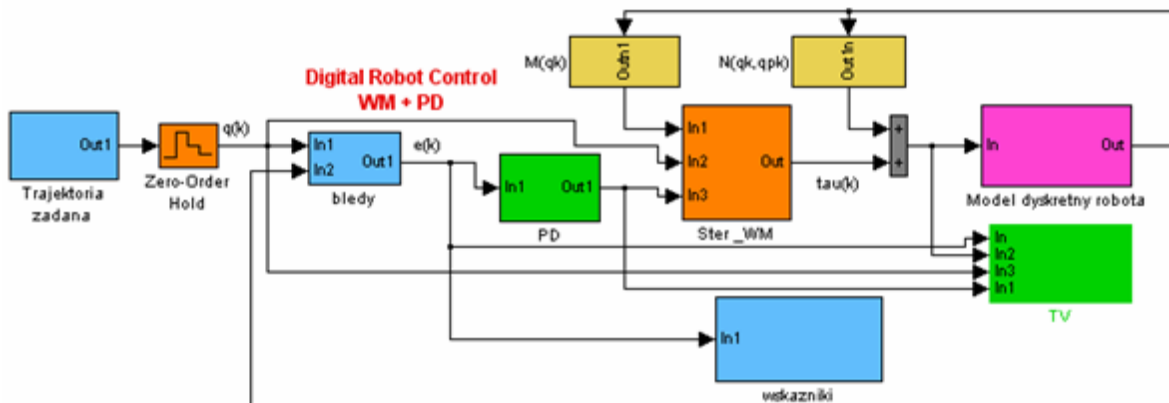 Digital Robot Control
WM + PD
Out1
Trajektoria
zadana
q(k)
Zero-Order
Hold
In1
In2
Out1
bledy
e(k)
In1
Out1
PD
M(qk)
N(qk,qpk)
Out1In
In1
In2
In3
Out
Ster_WM
tau(k)
+
+
In
Out
Model dyskretny robota
In
In2
In3
In1
TV
In1
wskazniki